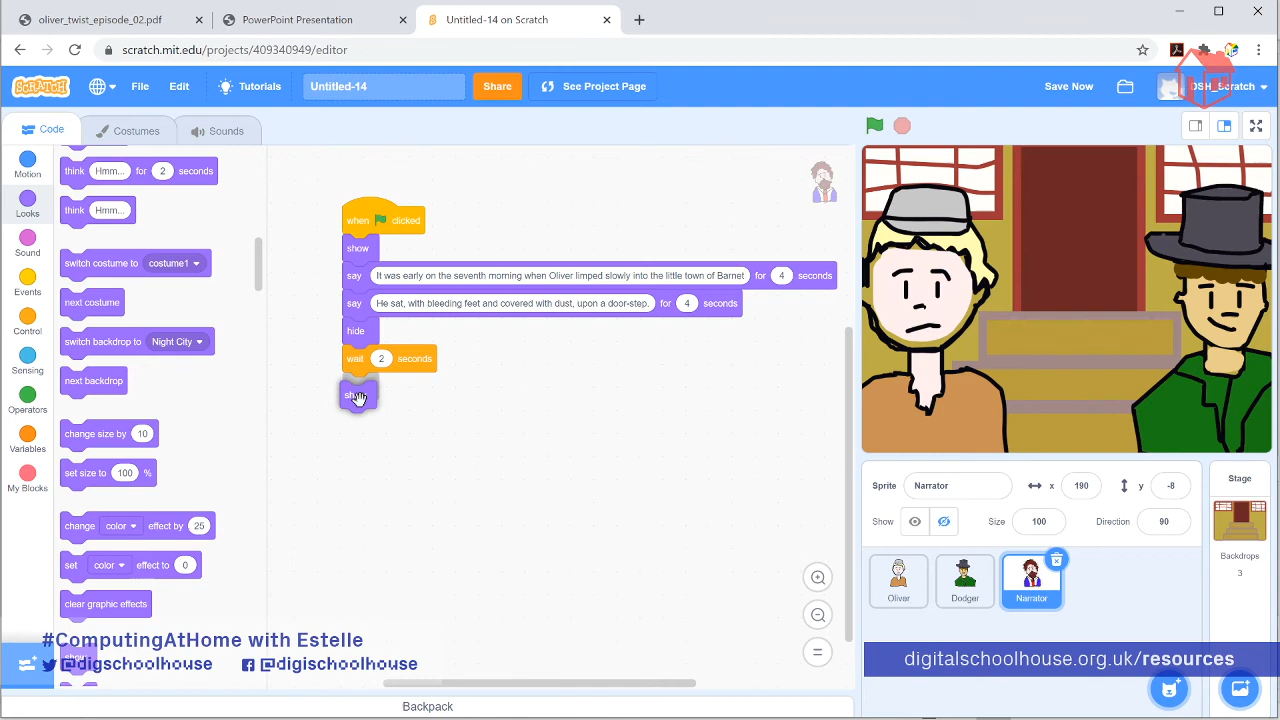 oliver_twist_episode_02.pdf
PowerPoint Presentation
Untitled-14 on Scratch
scratch.mit.edu/projects/409340949/editor
SCRATCH
File
Edit
Tutorials
Untitled-14
Share
See Project Page
Save Now
DSH_Scratch
Code
Costumes
Sounds
Motion
Looks
Sound
Events
Control
Sensing
Operators
Variables
My Blocks
think Hmm... for 2 seconds
think Hmm...
switch costume to costume1
next costume
switch backdrop to Night City
next backdrop
change size by 10
set size to 100 %
change color effect by 25
set color effect to 0
clear graphic effects
show
when clicked
show
say It was early on the seventh morning when Oliver limped slowly into the little town of Barnet for 4 seconds
say He sat, with bleeding feet and covered with dust, upon a door-step. for 4 seconds
hide
wait 2 seconds
show
Sprite Narrator x 190 y -8
Show Size 100 Direction 90
Oliver
Dodger
Narrator
Stage
Backdrops
3
Backpack
#ComputingAtHome with Estelle
@digschoolhouse @digischoolhouse
digitalschoolhouse.org.uk/resources